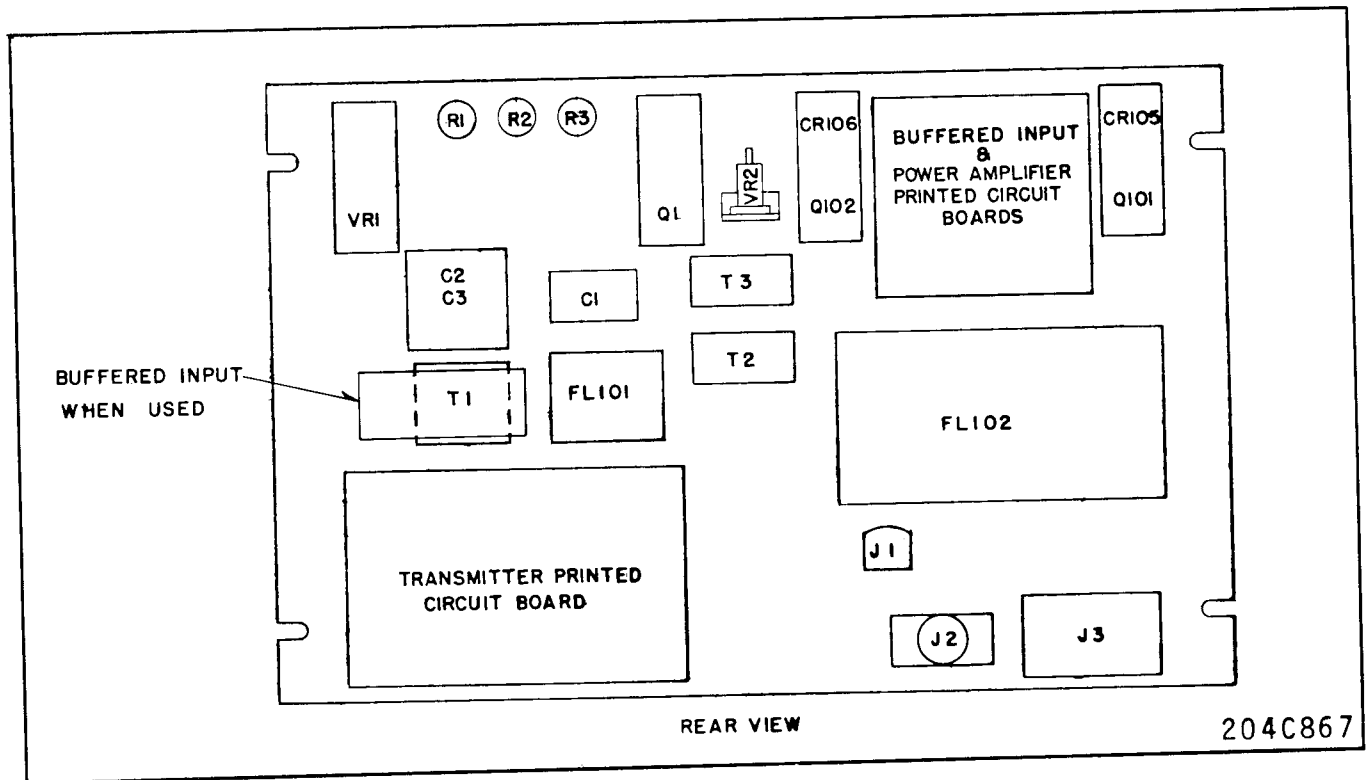 R1 R2 R3
CR106
BUFFERED INPUT
&
POWER AMPLIFIER
PRINTED CIRCUIT
BOARDS
CR105
VR1
Q1
VR2
Q102
Q101
C2
C3
C1
T3
T2
BUFFERED INPUT
WHEN USED
T1
FL101
FL102
J1
TRANSMITTER PRINTED
CIRCUIT BOARD
J2
J3
REAR VIEW
204C867